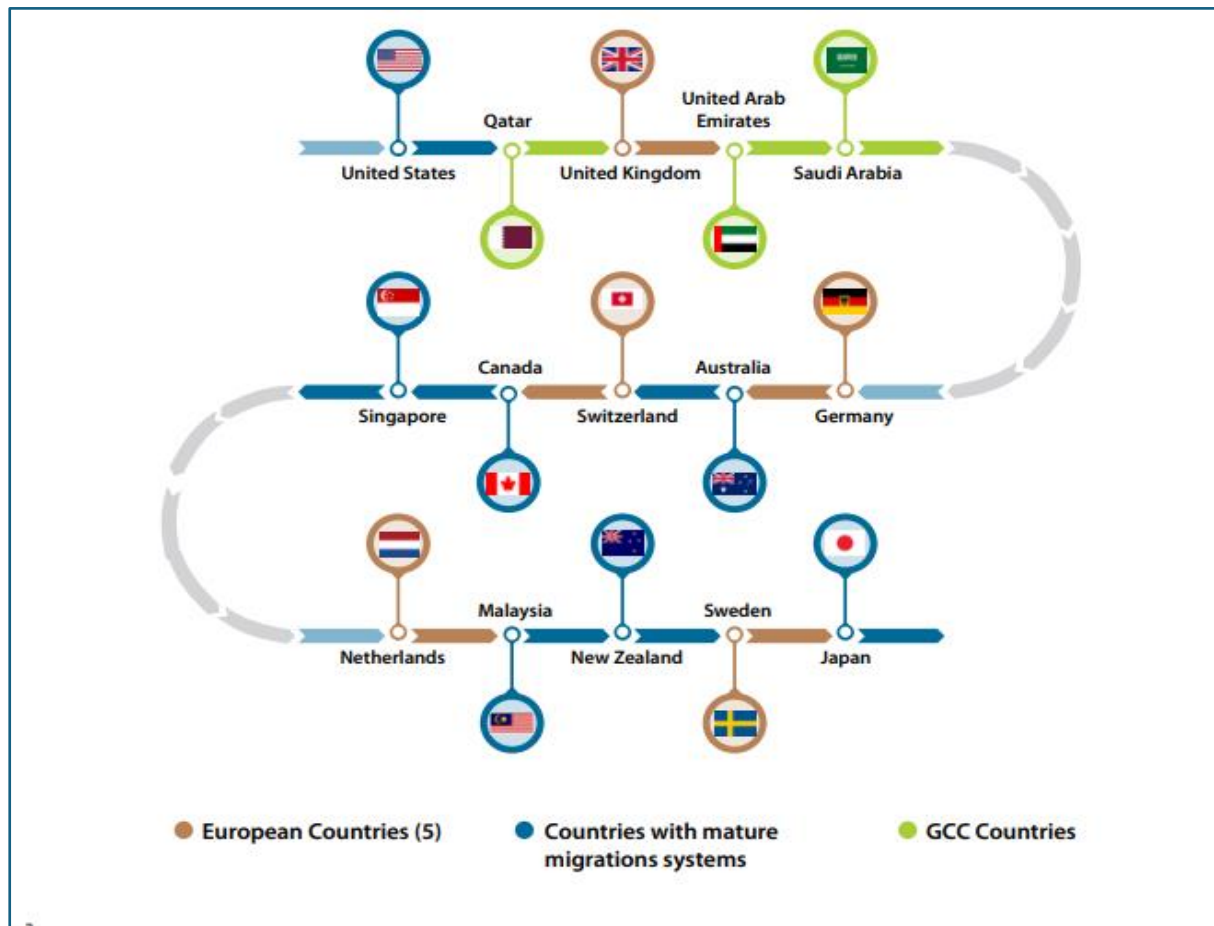 Qatar
United Arab
Emirates
United States
United Kingdom
Saudi Arabia
Canada
Australia
Singapore
Switzerland
Germany
Malaysia
Sweden
Netherlands
New Zealand
Japan
European Countries (5)
Countries with mature
migrations systems
GCC Countries